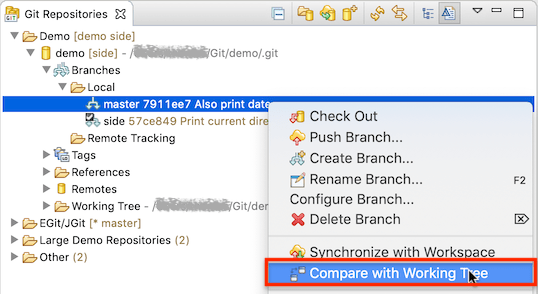 Git Repositories
Demo [demo side]
demo [side] - /Git/demo/.git
Branches
Local
master 7911ee7 Also print date
side 57ce849 Print current dire
Remote Tracking
Tags
References
Remotes
Working Tree - /Git/der
EGit/JGit [* master]
Large Demo Repositories (2)
Other (2)
Check Out
Push Branch...
Create Branch...
Rename Branch... F2
Configure Branch...
Delete Branch
Synchronize with Workspace
Compare with Working Tree